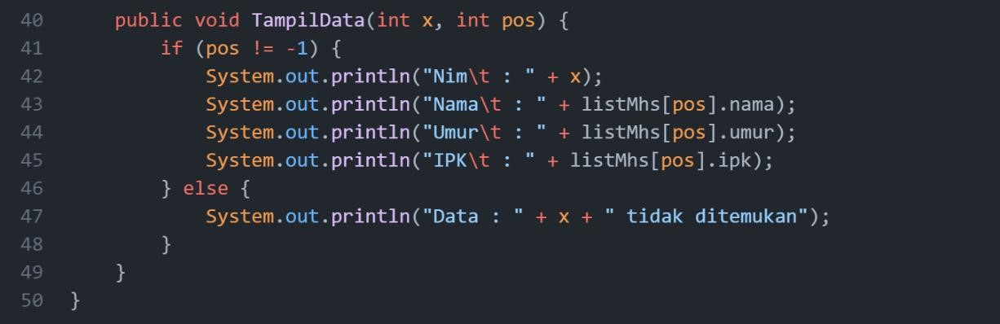 40 public void TampilData(int x, int pos) {
41 if (pos != -1) {
42 System.out.println("Nim\t : " + x);
43 System.out.println("Nama\t : " + listMhs[pos].nama);
44 System.out.println("Umur\t : " + listMhs[pos].umur);
45 System.out.println("IPK\t : " + listMhs[pos].ipk);
46 } else {
47 System.out.println("Data : " + x + " tidak ditemukan");
48 }
49 }
50 }